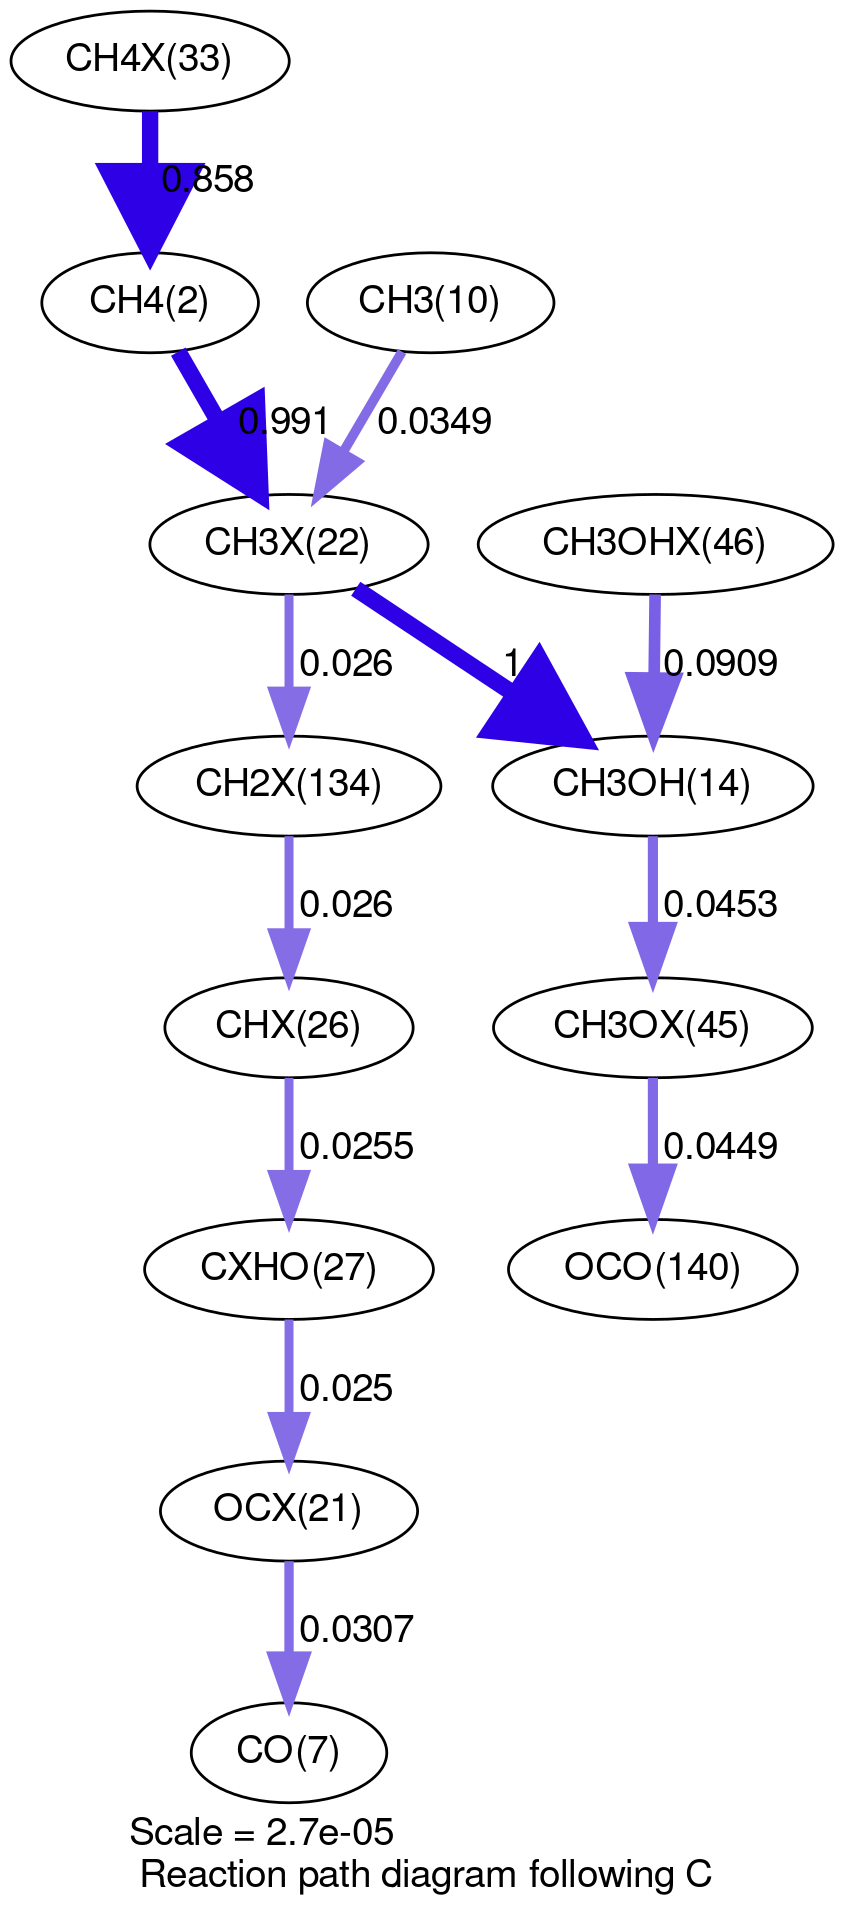 CH4X(33)
0.858
CH4(2)
CH3(10)
0.991
0.0349
CH3X(22)
CH3OHX(46)
0.026
1
0.0909
CH2X(134)
CH3OH(14)
0.026
0.0453
CHX(26)
CH3OX(45)
0.0255
0.0449
CXHO(27)
OCO(140)
0.025
OCX(21)
0.0307
CO(7)
Scale = 2.7e-05
Reaction path diagram following C